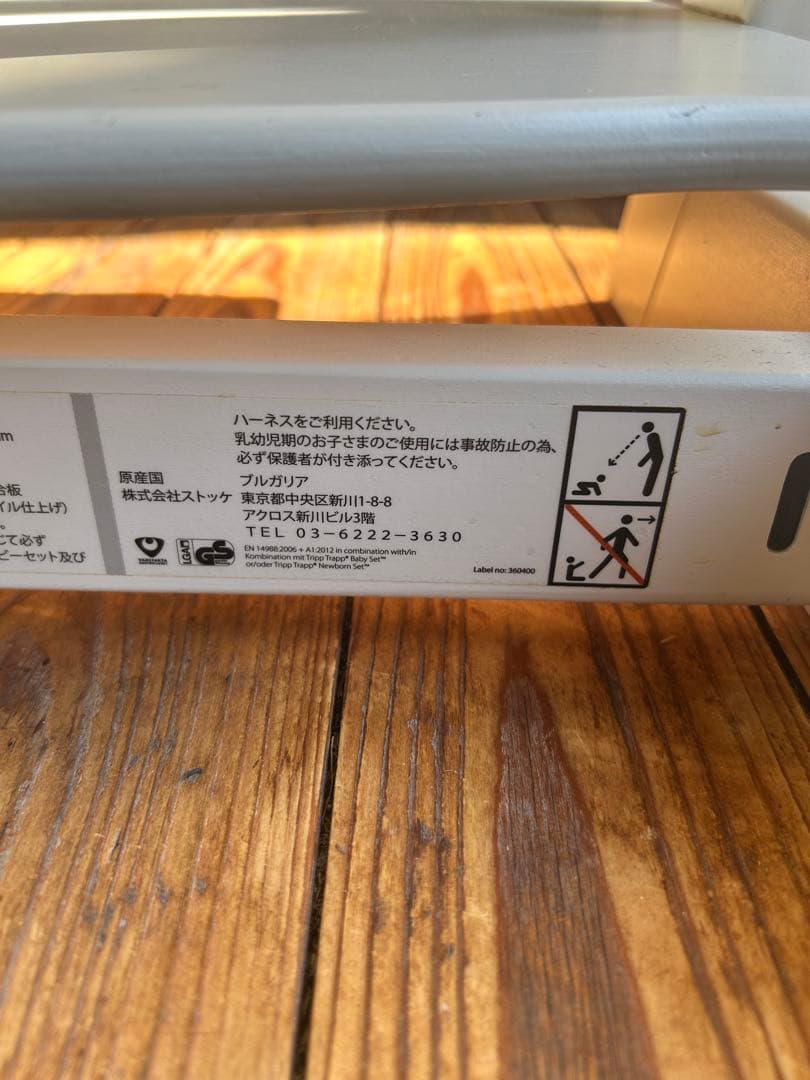 m
合板
イル仕上げ)
。
じて必ず
ビーセット及び
ハーネスをご利用ください。
乳幼児期のお子さまのご使用には事故防止の為、
必ず保護者が付き添ってください。
原産国 ブルガリア
株式会社ストッケ 東京都中央区新川1-8-8
アクロス新川ビル3階
TEL 03-6222-3630
LGA GS
EN 14988:2006 + A1:2012 in combination with/in
Kombination mit Tripp Trapp® Baby Set™
or/oder Tripp Trapp® Newborn Set™
Label no: 360400